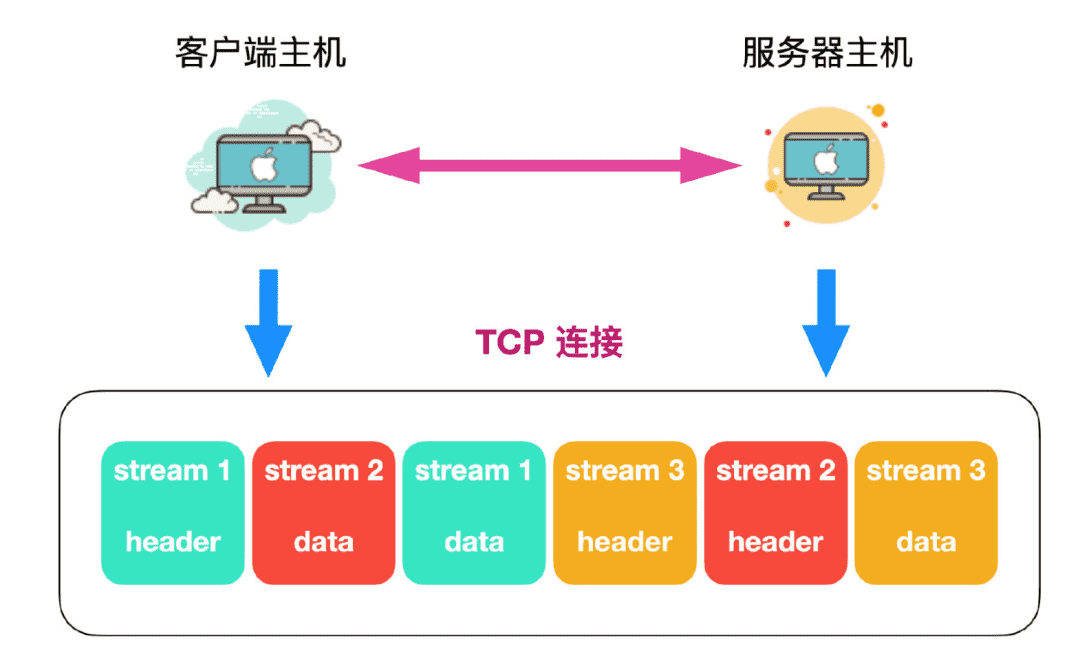 客户端主机
服务器主机
TCP 连接
stream 1
header
stream 2
data
stream 1
data
stream 3
header
stream 2
header
stream 3
data